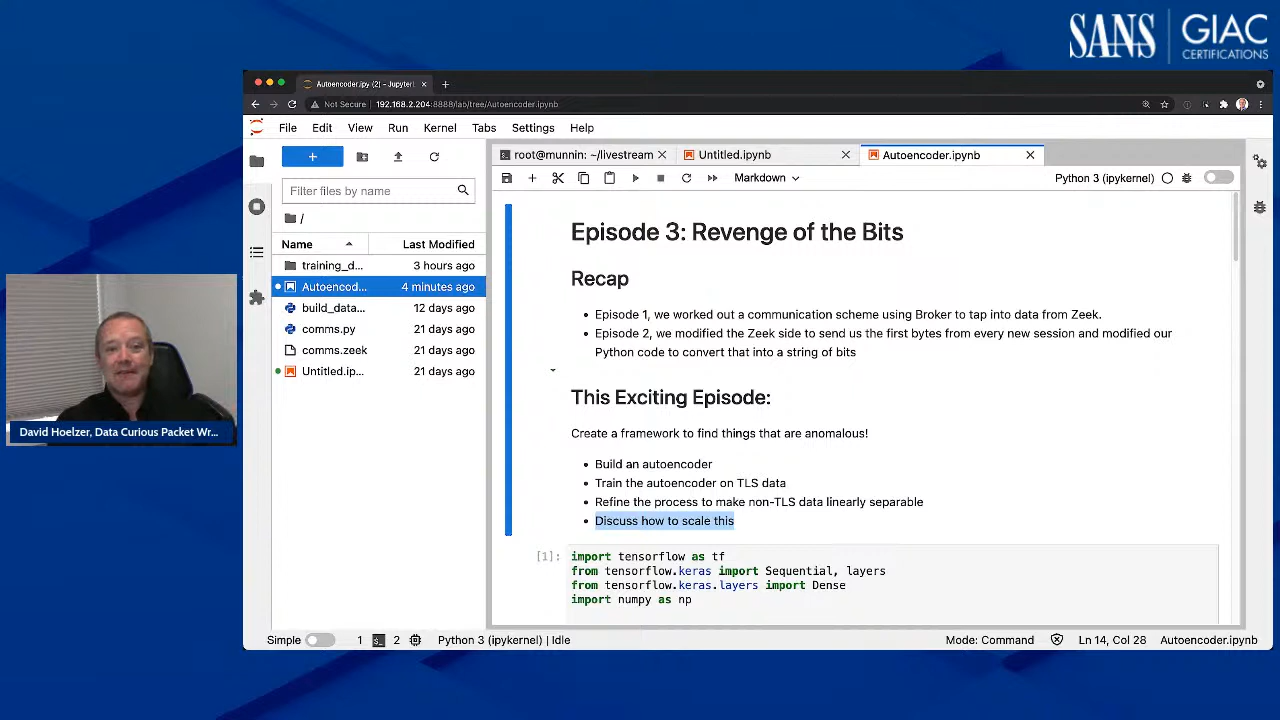 SANS GIAC
CERTIFICATIONS
Autoencoder.ipy (2) - JupyterL
Not Secure 192.168.2.204:8888/lab/tree/Autoencoder.ipynb
File Edit View Run Kernel Tabs Settings Help
root@munnin: ~/livestream Untitled.ipynb Autoencoder.ipynb
Markdown Python 3 (ipykernel)
Filter files by name
/
Name Last Modified
training_d... 3 hours ago
Autoencod... 4 minutes ago
build_data... 12 days ago
comms.py 21 days ago
comms.zeek 21 days ago
Untitled.ip... 21 days ago
Episode 3: Revenge of the Bits
Recap
• Episode 1, we worked out a communication scheme using Broker to tap into data from Zeek.
• Episode 2, we modified the Zeek side to send us the first bytes from every new session and modified our
Python code to convert that into a string of bits
This Exciting Episode:
Create a framework to find things that are anomalous!
• Build an autoencoder
• Train the autoencoder on TLS data
• Refine the process to make non-TLS data linearly separable
• Discuss how to scale this
[1]: import tensorflow as tf
from tensorflow.keras import Sequential, layers
from tensorflow.keras.layers import Dense
import numpy as np
David Hoelzer, Data Curious Packet Wr...
Simple 1 2 Python 3 (ipykernel) | Idle Mode: Command Ln 14, Col 28 Autoencoder.ipynb